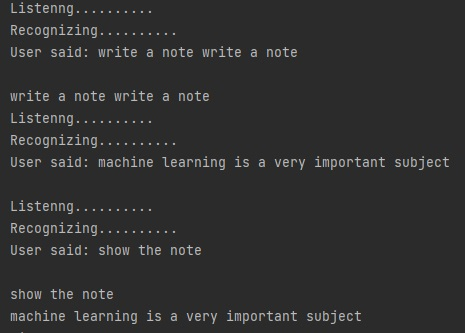 Listenng..........
Recognizing..........
User said: write a note write a note
write a note write a note
Listenng..........
Recognizing..........
User said: machine learning is a very important subject
Listenng..........
Recognizing..........
User said: show the note
show the note
machine learning is a very important subject